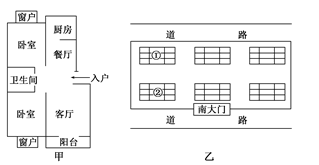 窗户
厨房
卧室
餐厅
卫生间
入户
卧室
客厅
窗户
阳台
甲
道 路
①
②
南大门
道 路
乙